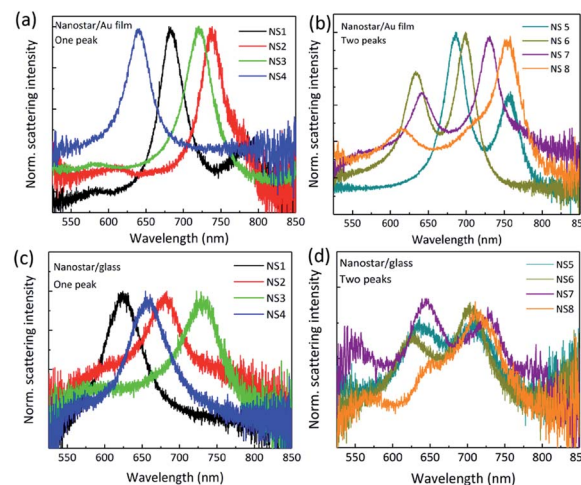 (a)
Nanostar/Au film
One peak
NS1
NS2
NS3
NS4
Norm. scattering intensity
550 600 650 700 750 800 850
Wavelength (nm)
(b)
Nanostar/Au film
Two peaks
NS 5
NS 6
NS 7
NS 8
Norm. scattering intensity
550 600 650 700 750 800 850
Wavelength (nm)
(c)
Nanostar/glass
One peak
NS1
NS2
NS3
NS4
Norm. scattering intensity
550 600 650 700 750 800 850
Wavelength (nm)
(d)
Nanostar/glass
Two peaks
NS5
NS6
NS7
NS8
Norm. scattering intensity
550 600 650 700 750 800 850
Wavelength (nm)